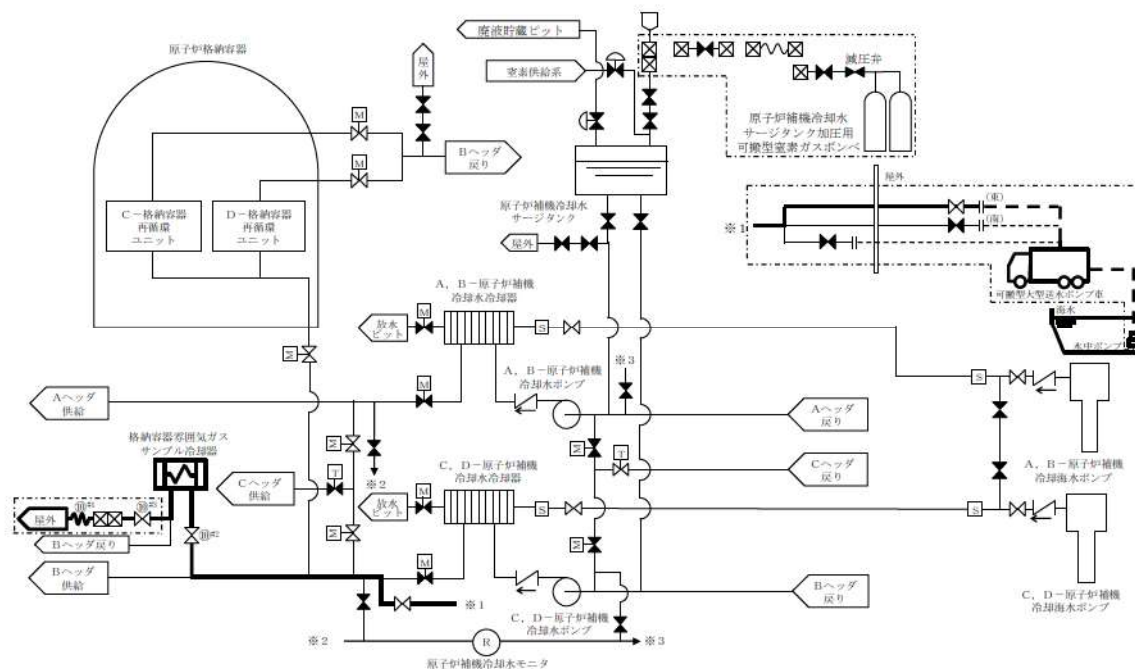 原子炉格納容器
屋外
廃液貯蔵ピット
窒素供給系
減圧弁
原子炉補機冷却水
サージタンク加圧用
可搬型窒素ガスボンベ
M
M
Bヘッダ
戻り
C-格納容器
再循環
ユニット
D-格納容器
再循環
ユニット
原子炉補機冷却水
サージタンク
屋外
屋外
(東)
(南)
※1
可搬型大型送水ポンプ車
海水
水中ポンプ
A,B-原子炉補機
冷却水冷却器
放水
ピット
M
S
M
※3
S
A,B-原子炉補機
冷却水ポンプ
Aヘッダ
供給
M
Aヘッダ
戻り
格納容器雰囲気ガス
サンプル冷却器
M
※2
M
T
Cヘッダ
戻り
A,B-原子炉補機
冷却海水ポンプ
C,D-原子炉補機
冷却水冷却器
Cヘッダ
供給
T
放水
ピット
M
S
S
屋外
⑩※1
⑩※3
⑩※2
Bヘッダ戻り
M
M
Bヘッダ
供給
M
Bヘッダ
戻り
※1
C,D-原子炉補機
冷却水ポンプ
C,D-原子炉補機
冷却海水ポンプ
※2
R
※3
原子炉補機冷却水モニタ